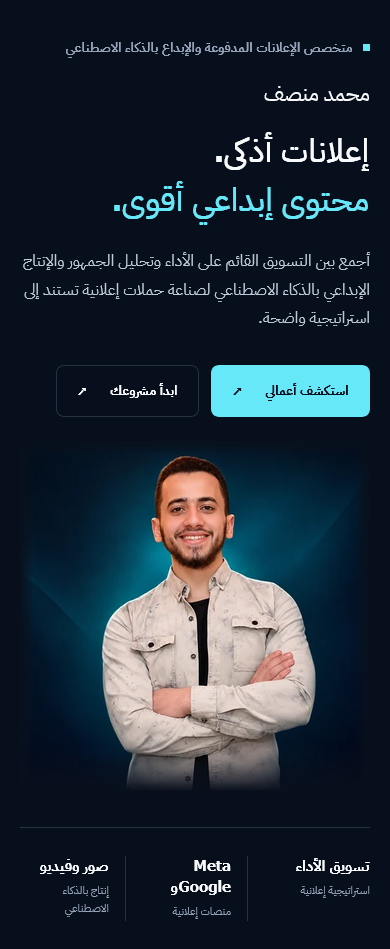 متخصص الإعلانات المدفوعة والإبداع بالذكاء الاصطناعي
محمد منصف
إعلانات أذكى.
محتوى إبداعي أقوى.
أجمع بين التسويق القائم على الأداء وتحليل الجمهور والإنتاج
الإبداعي بالذكاء الاصطناعي لصناعة حملات إعلانية تستند إلى
استراتيجية واضحة.
استكشف أعمالي ↗
ابدأ مشروعك ↗
تسويق الأداء
استراتيجية إعلانية
Meta
وGoogle
منصات إعلانية
صور وفيديو
إنتاج بالذكاء
الاصطناعي